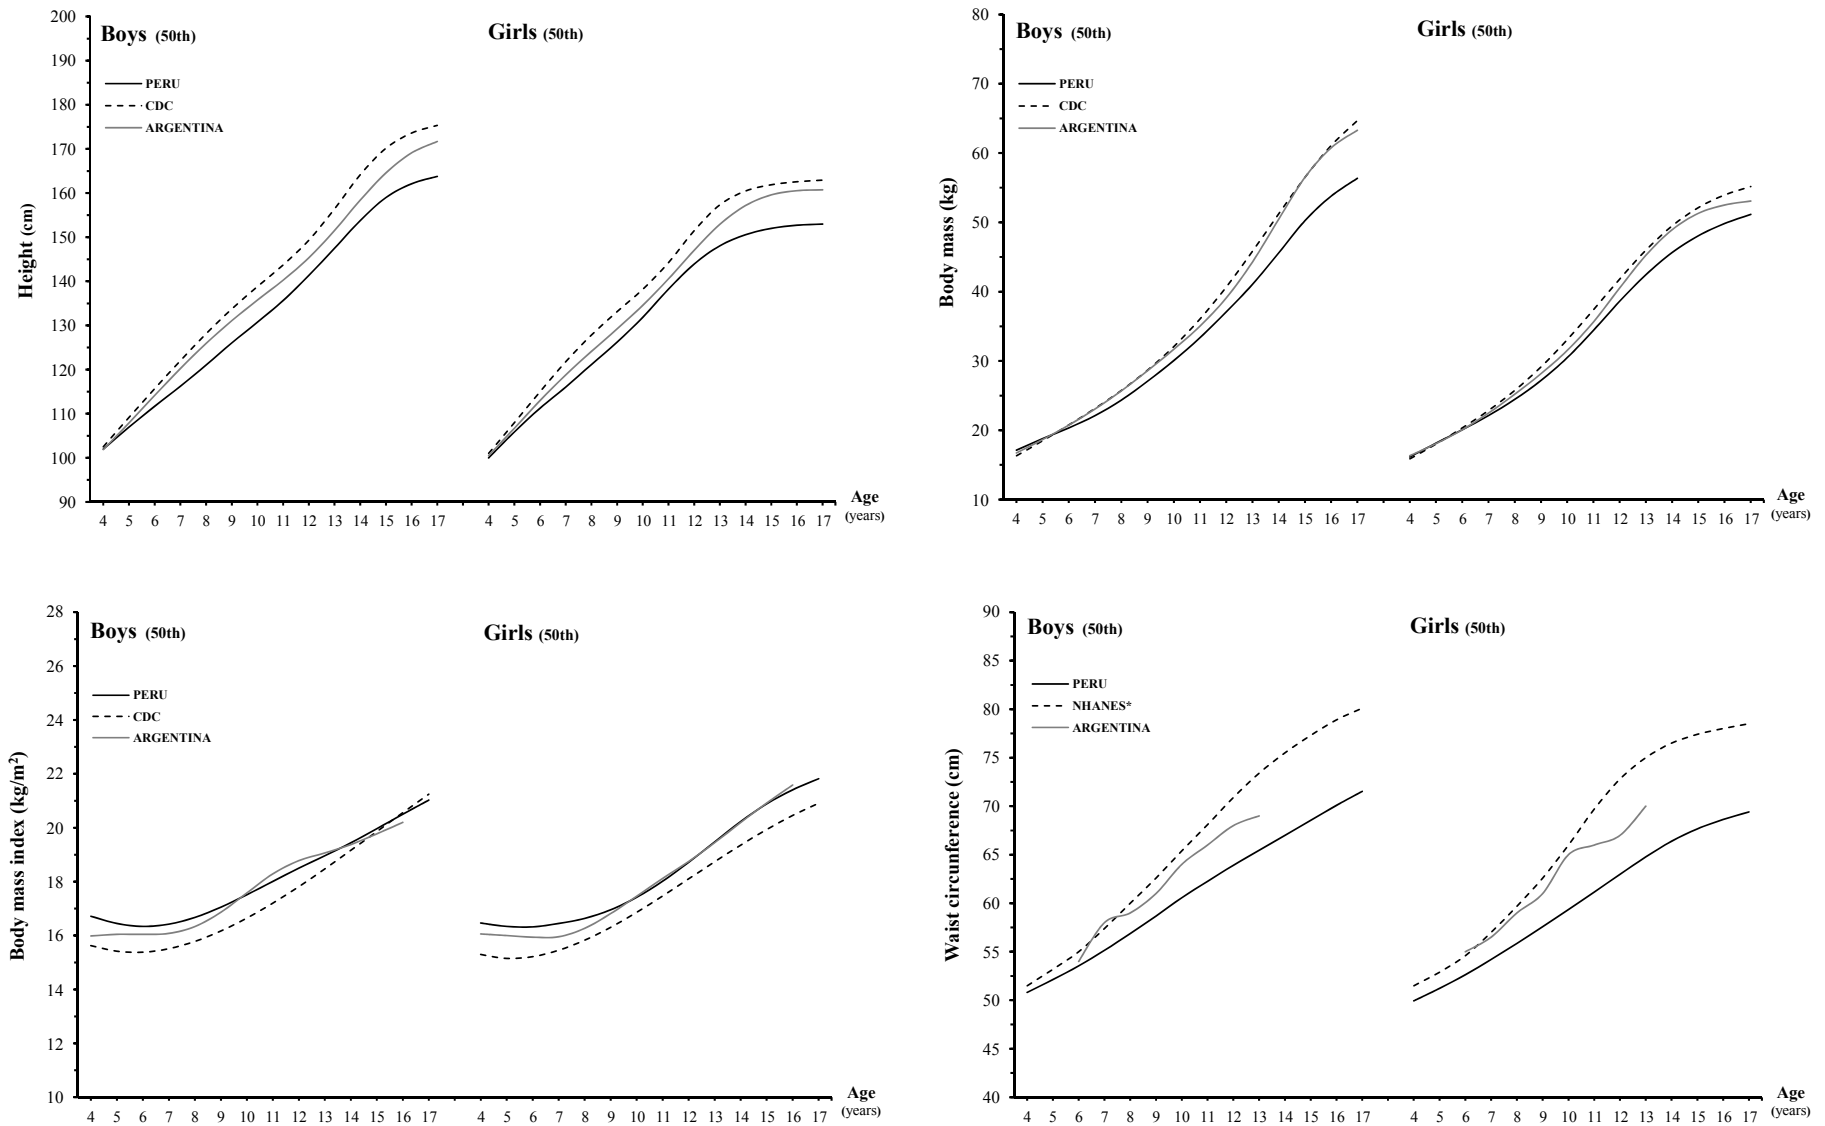 Boys (50th)
Girls (50th)
PERU
CDC
ARGENTINA
Height (cm)
200
190
180
170
160
150
140
130
120
110
100
90
4 5 6 7 8 9 10 11 12 13 14 15 16 17
4 5 6 7 8 9 10 11 12 13 14 15 16 17
Age
(years)
Boys (50th)
Girls (50th)
PERU
CDC
ARGENTINA
Body mass (kg)
80
70
60
50
40
30
20
10
4 5 6 7 8 9 10 11 12 13 14 15 16 17
4 5 6 7 8 9 10 11 12 13 14 15 16 17
Age
(years)
Boys (50th)
Girls (50th)
PERU
CDC
ARGENTINA
Body mass index (kg/m²)
28
26
24
22
20
18
16
14
12
10
4 5 6 7 8 9 10 11 12 13 14 15 16 17
4 5 6 7 8 9 10 11 12 13 14 15 16 17
Age
(years)
Boys (50th)
Girls (50th)
PERU
NHANES*
ARGENTINA
Waist circunference (cm)
90
85
80
75
70
65
60
55
50
45
40
4 5 6 7 8 9 10 11 12 13 14 15 16 17
4 5 6 7 8 9 10 11 12 13 14 15 16 17
Age
(years)